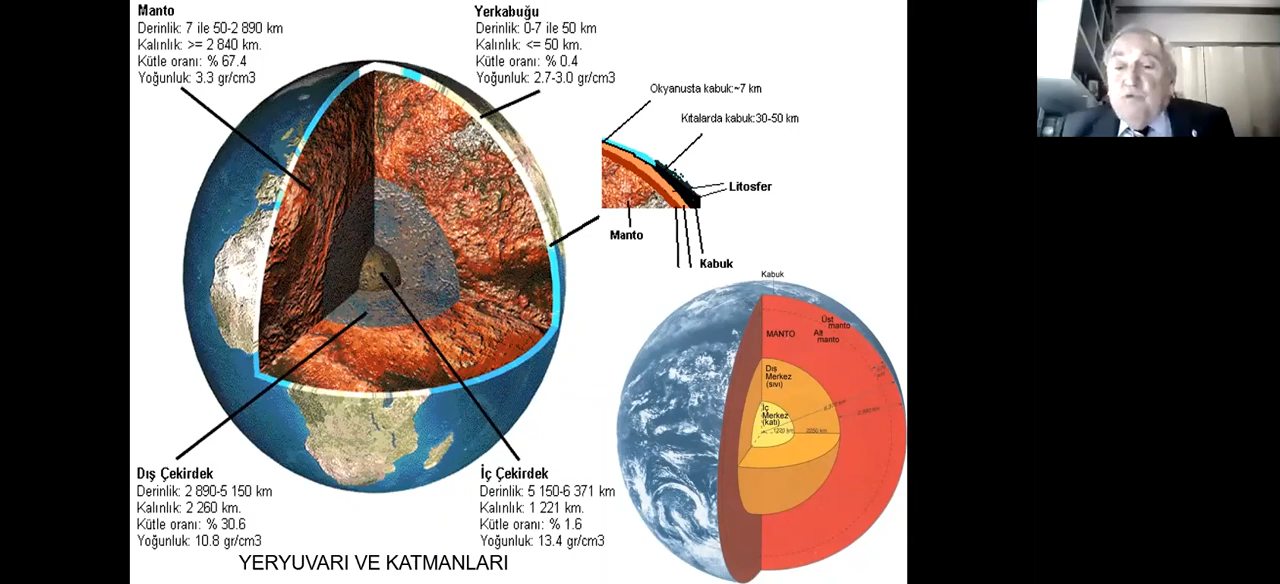 Manto
Derinlik: 7 ile 50-2 890 km
Kalınlık: >= 2 840 km.
Kütle oranı: % 67.4
Yoğunluk: 3.3 gr/cm3
Yerkabuğu
Derinlik: 0-7 ile 50 km
Kalınlık: <= 50 km.
Kütle oranı: % 0.4
Yoğunluk: 2.7-3.0 gr/cm3
Okyanusta kabuk:~7 km
Kıtalarda kabuk:30-50 km
Litosfer
Manto
Kabuk
Kabuk
Üst
manto
MANTO
Alt
manto
Dış
Merkez
(sıvı)
İç
Merkez
(katı)
Dış Çekirdek
Derinlik: 2 890-5 150 km
Kalınlık: 2 260 km.
Kütle oranı: % 30.6
Yoğunluk: 10.8 gr/cm3
İç Çekirdek
Derinlik: 5 150-6 371 km
Kalınlık: 1 221 km.
Kütle oranı: % 1.6
Yoğunluk: 13.4 gr/cm3
YERYUVARI VE KATMANLARI